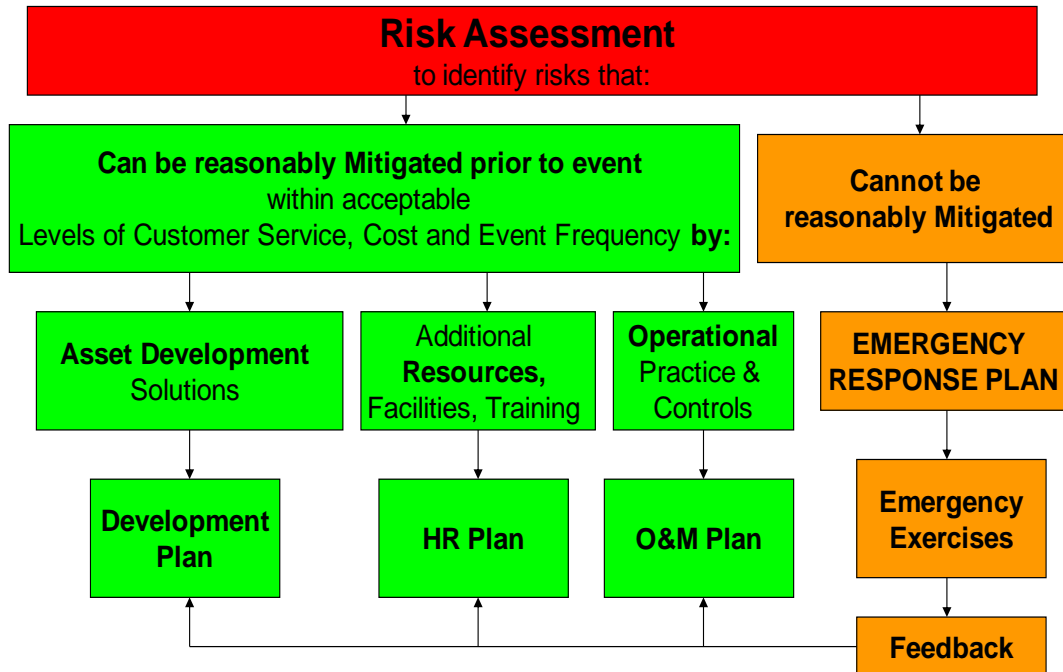 Risk Assessment
to identify risks that:
Can be reasonably Mitigated prior to event
within acceptable
Levels of Customer Service, Cost and Event Frequency by:
Cannot be
reasonably Mitigated
Asset Development
Solutions
Additional
Resources,
Facilities, Training
Operational
Practice &
Controls
EMERGENCY
RESPONSE PLAN
Development
Plan
HR Plan
O&M Plan
Emergency
Exercises
Feedback